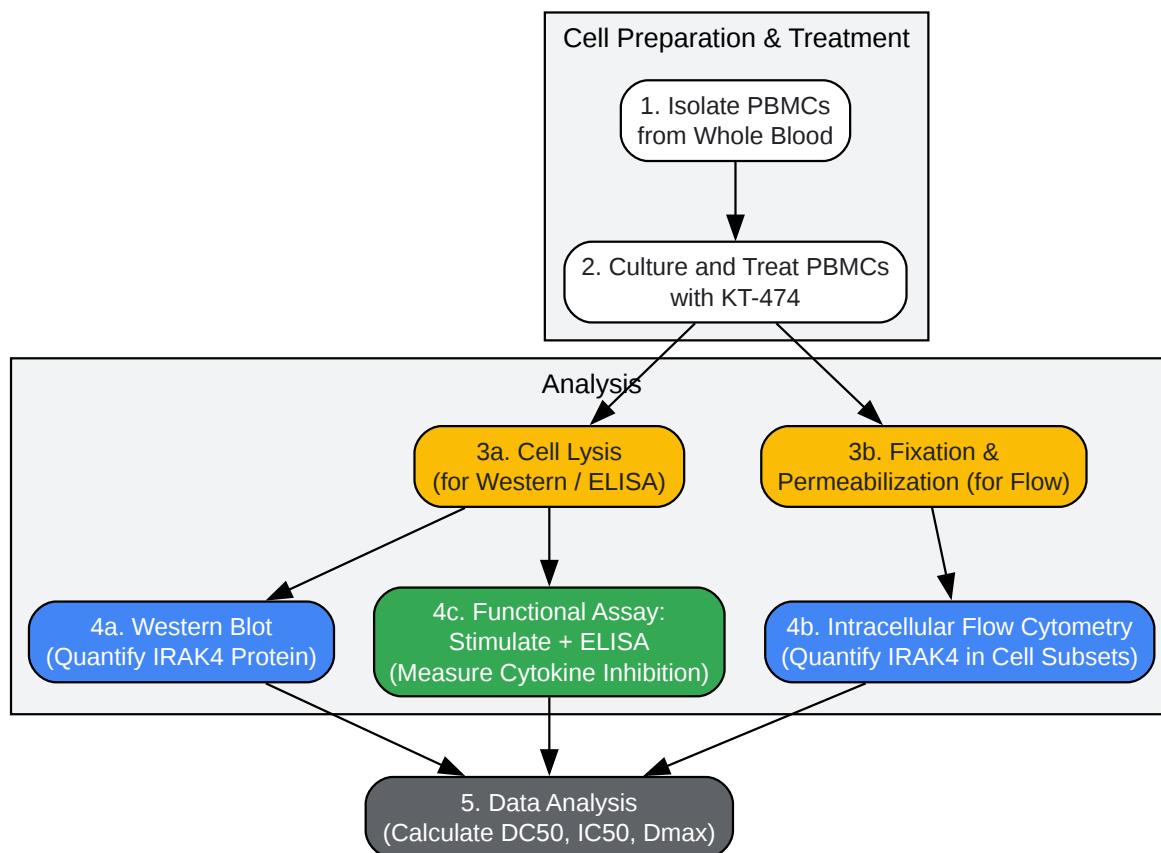 Cell Preparation & Treatment
1. Isolate PBMCs
from Whole Blood
2. Culture and Treat PBMCs
with KT-474
Analysis
3a. Cell Lysis
(for Western / ELISA)
3b. Fixation &
Permeabilization (for Flow)
4a. Western Blot
(Quantify IRAK4 Protein)
4c. Functional Assay:
Stimulate + ELISA
(Measure Cytokine Inhibition)
4b. Intracellular Flow Cytometry
(Quantify IRAK4 in Cell Subsets)
5. Data Analysis
(Calculate DC50, IC50, Dmax)